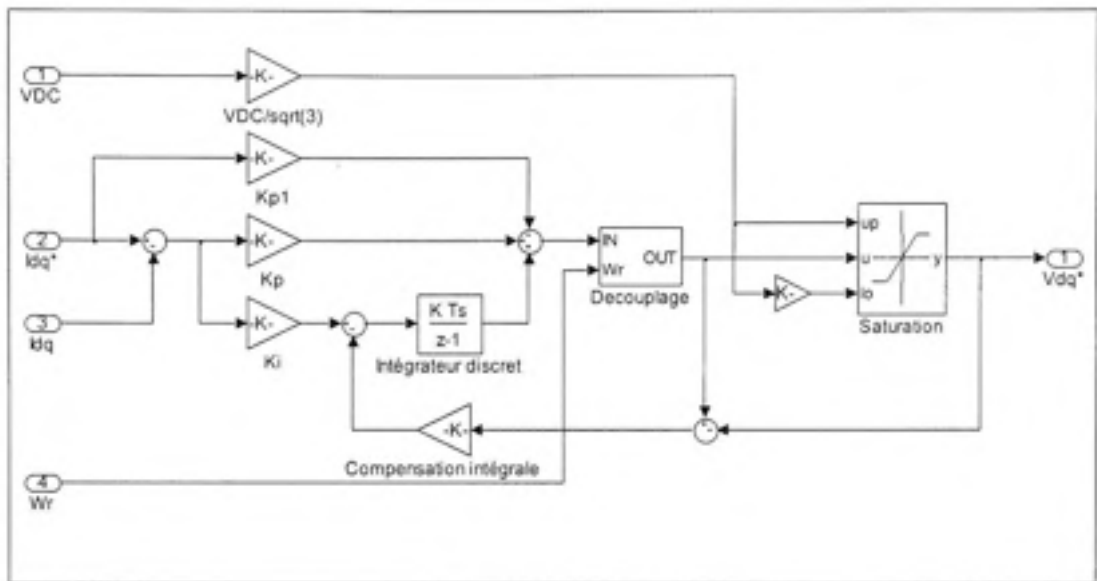 1
VDC
-K-
VDC/sqrt(3)
-K-
Kp1
2
Idq*
-K-
Kp
3
Idq
-K-
Ki
K Ts
z-1
Intégrateur discret
IN
Wr
OUT
Decouplage
K-
up
u
lo
y
Saturation
1
Vdq*
-K-
Compensation intégrale
4
Wr